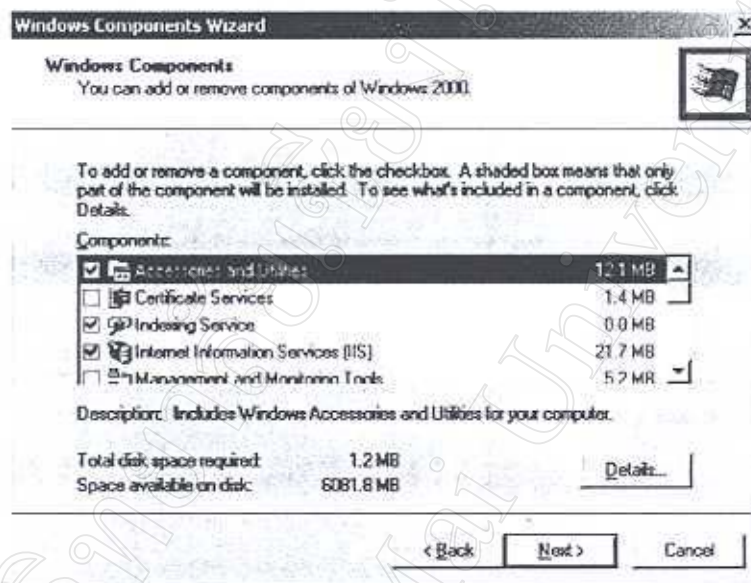 Windows Components Wizard
Windows Components
You can add or remove components of Windows 2000.
To add or remove a component, click the checkbox. A shaded box means that only
part of the component will be installed. To see what's included in a component, click
Details.
Components:
Accessories and Utilities 12.1 MB
Certificate Services 1.4 MB
Indexing Service 0.0 MB
Internet Information Services (IIS) 21.7 MB
Management and Monitoring Tools 5.2 MB
Description: Includes Windows Accessories and Utilities for your computer.
Total disk space required: 1.2 MB
Space available on disk: 6081.8 MB
Details...
< Back Next > Cancel